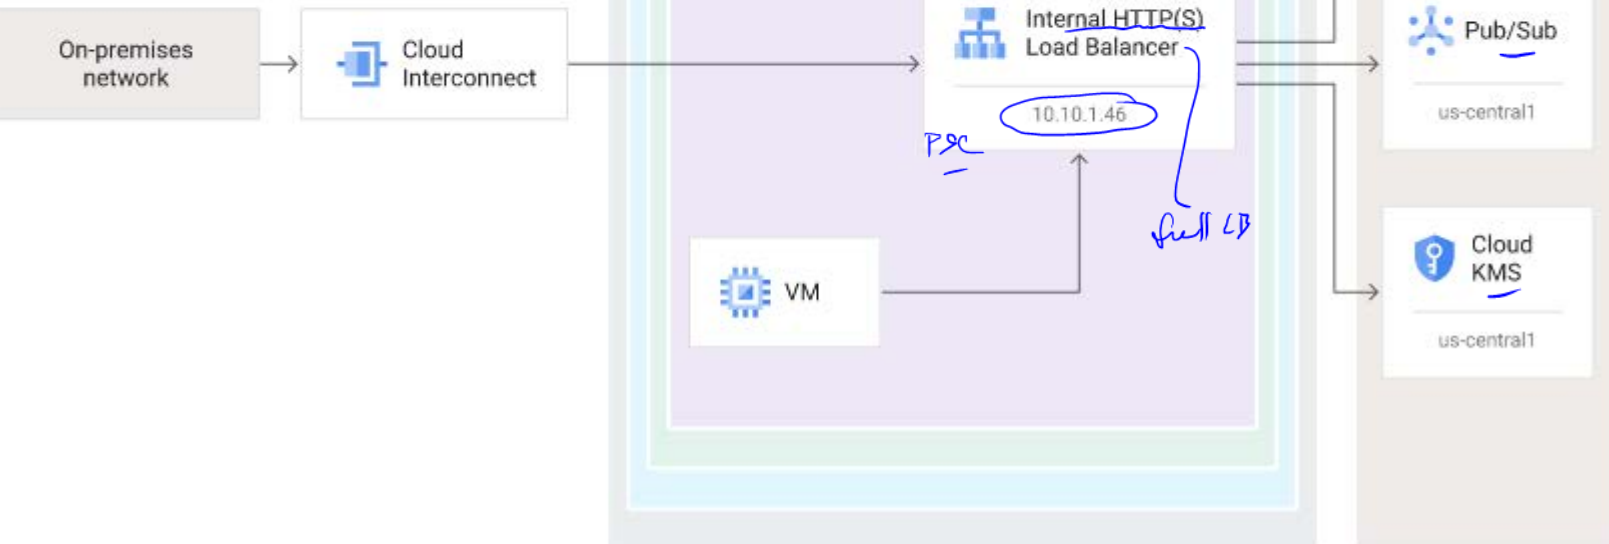 On-premises
network
Cloud
Interconnect
Internal HTTP(S)
Load Balancer
10.10.1.46
Pub/Sub
us-central1
PSC
full LB
VM
Cloud
KMS
us-central1